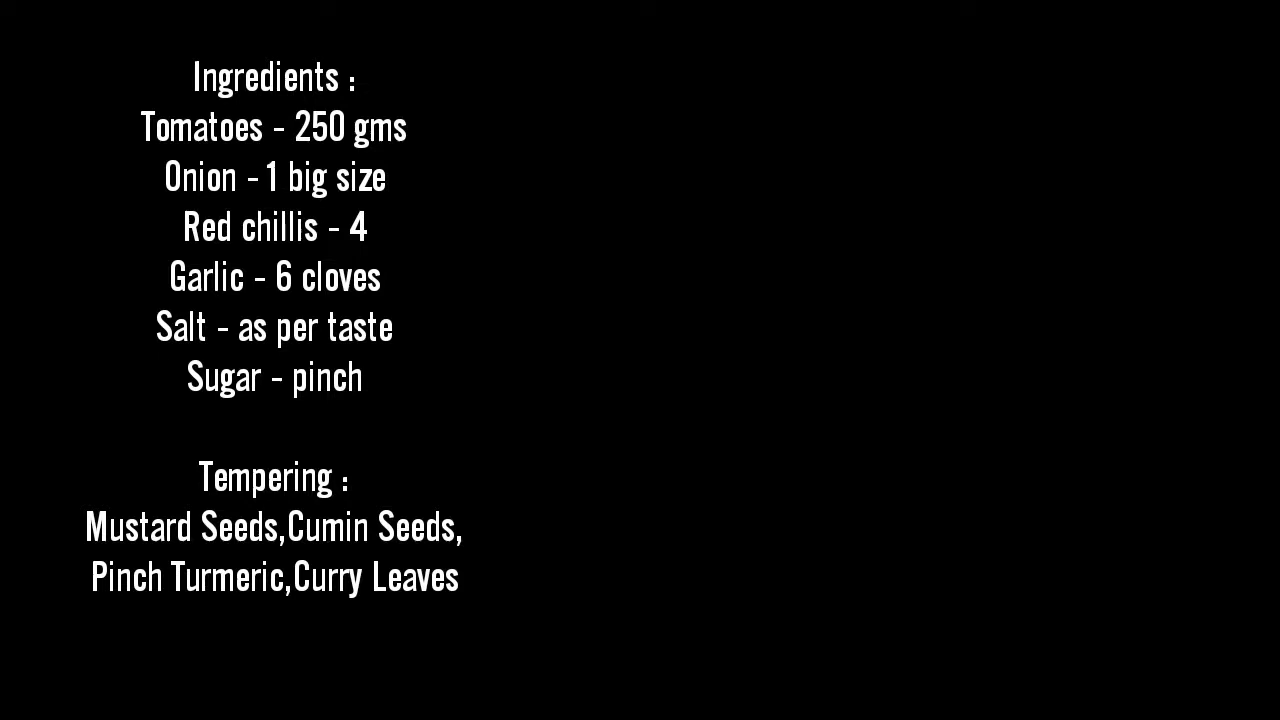 Ingredients :
Tomatoes - 250 gms
Onion - 1 big size
Red chillis - 4
Garlic - 6 cloves
Salt - as per taste
Sugar - pinch
Tempering :
Mustard Seeds,Cumin Seeds,
Pinch Turmeric,Curry Leaves